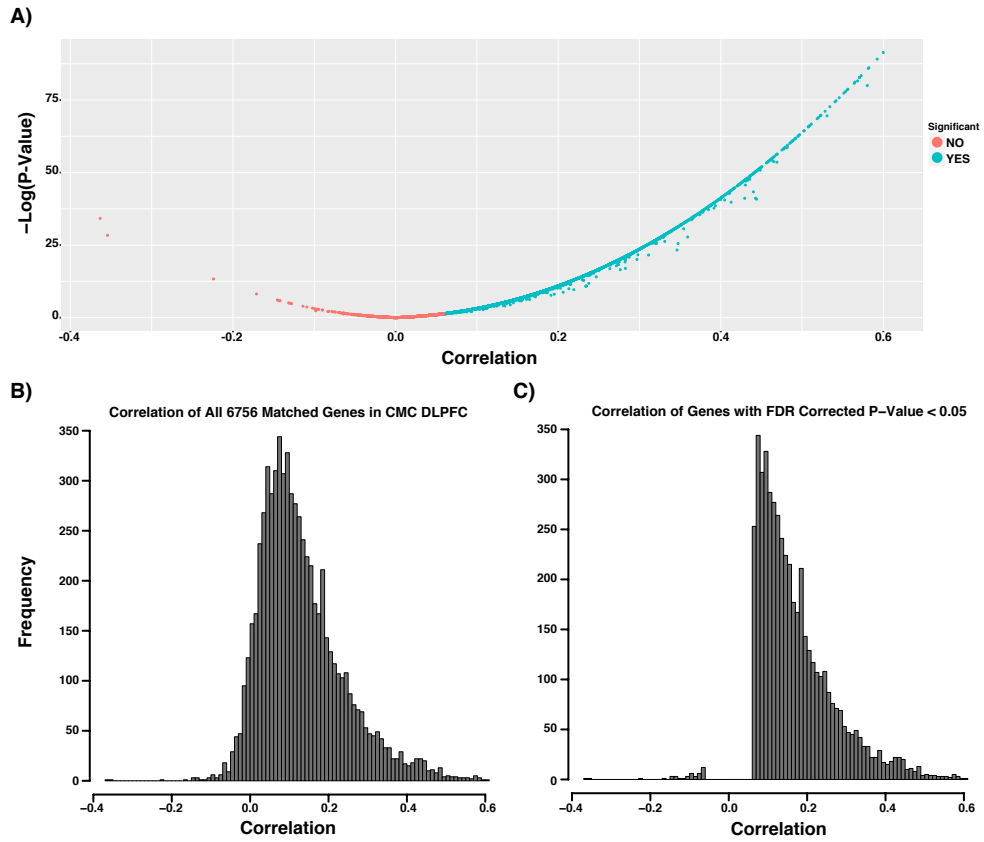 A)
−Log(P-Value)
75.
50.
25.
0.
-0.4
-0.2
0.0
0.2
0.4
0.6
Correlation
Significant
NO
YES
B)
Correlation of All 6756 Matched Genes in CMC DLPFC
Frequency
350
300
250
200
150
100
50
0
−0.4
−0.2
0.0
0.2
0.4
0.6
Correlation
C)
Correlation of Genes with FDR Corrected P−Value < 0.05
350
300
250
200
150
100
50
0
−0.4
−0.2
0.0
0.2
0.4
0.6
Correlation